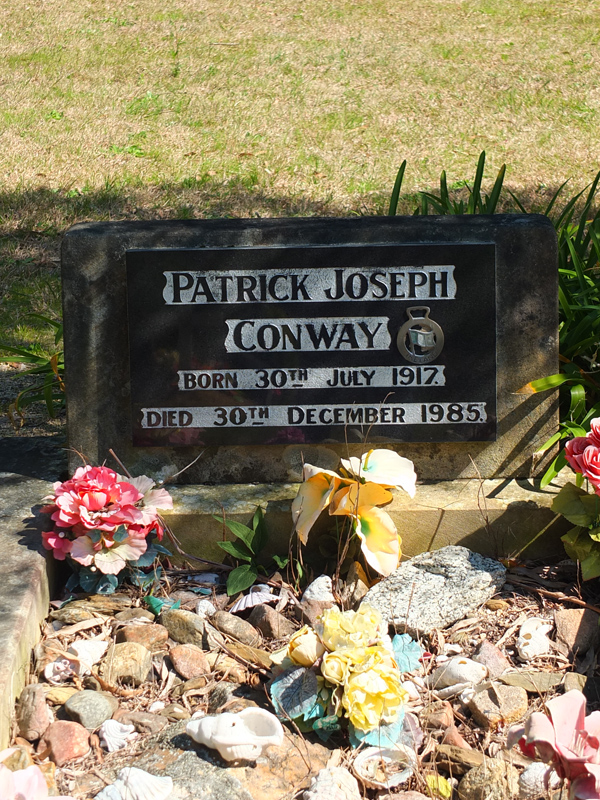 PATRICK JOSEPH
CONWAY
BORN 30TH JULY 1917.
DIED 30TH DECEMBER 1985.